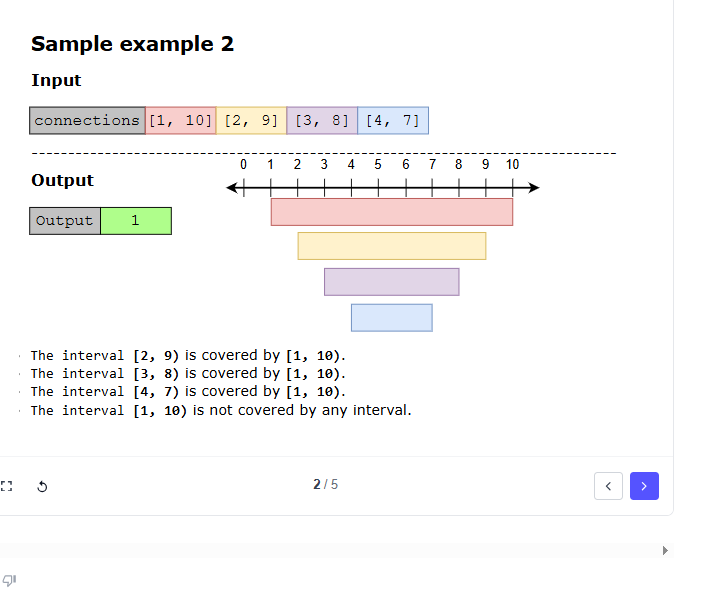 Sample example 2
Input
connections [1, 10] [2, 9] [3, 8] [4, 7]
0 1 2 3 4 5 6 7 8 9 10
Output
Output 1
The interval [2, 9) is covered by [1, 10).
The interval [3, 8) is covered by [1, 10).
The interval [4, 7) is covered by [1, 10).
The interval [1, 10) is not covered by any interval.
2 / 5